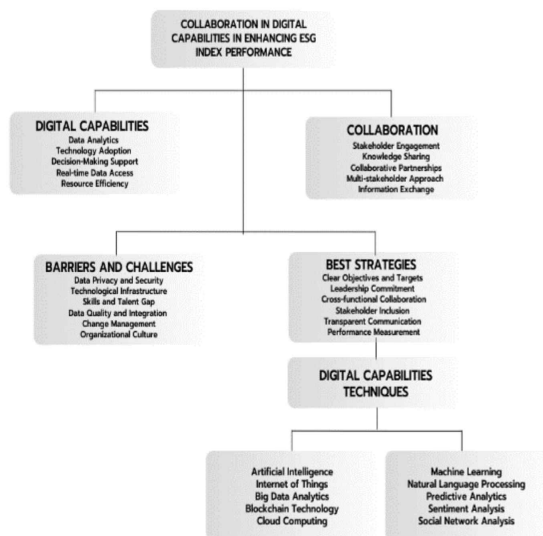 COLLABORATION IN DIGITAL
CAPABILITIES IN ENHANCING ESG
INDEX PERFORMANCE
DIGITAL CAPABILITIES
Data Analytics
Technology Adoption
Decision-Making Support
Real-time Data Access
Resource Efficiency
COLLABORATION
Stakeholder Engagement
Knowledge Sharing
Collaborative Partnerships
Multi-stakeholder Approach
Information Exchange
BARRIERS AND CHALLENGES
Data Privacy and Security
Technological Infrastructure
Skills and Talent Gap
Data Quality and Integration
Change Management
Organizational Culture
BEST STRATEGIES
Clear Objectives and Targets
Leadership Commitment
Cross-functional Collaboration
Stakeholder Inclusion
Transparent Communication
Performance Measurement
DIGITAL CAPABILITIES
TECHNIQUES
Artificial Intelligence
Internet of Things
Big Data Analytics
Blockchain Technology
Cloud Computing
Machine Learning
Natural Language Processing
Predictive Analytics
Sentiment Analysis
Social Network Analysis